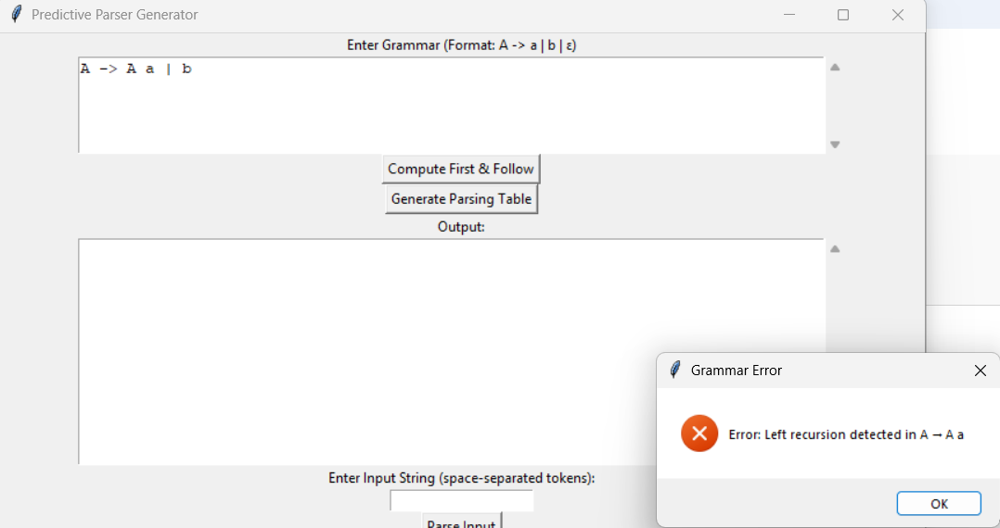 Predictive Parser Generator
Enter Grammar (Format: A -> a | b | ε)
A -> A a | b
Compute First & Follow
Generate Parsing Table
Output:
Grammar Error
Error: Left recursion detected in A → A a
OK
Enter Input String (space-separated tokens):
Parse Input